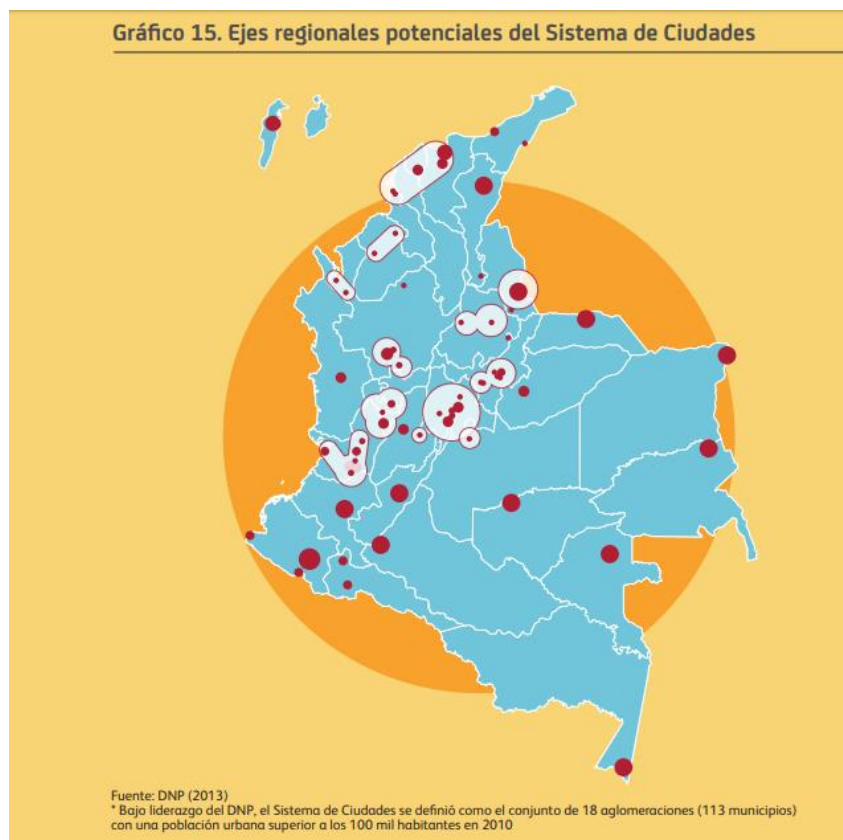 Gráfico 15. Ejes regionales potenciales del Sistema de Ciudades
Fuente: DNP (2013)
* Bajo liderazgo del DNP, el Sistema de Ciudades se definió como el conjunto de 18 aglomeraciones (113 municipios)
con una población urbana superior a los 100 mil habitantes en 2010